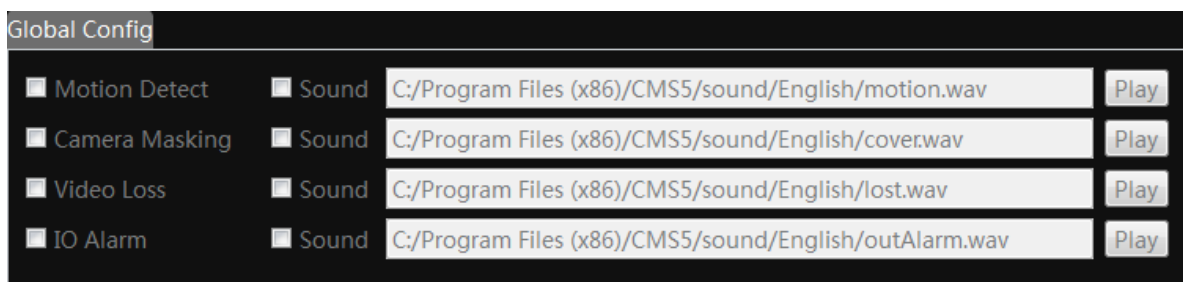 Global Config
Motion Detect Sound C:/Program Files (x86)/CMS5/sound/English/motion.wav Play
Camera Masking Sound C:/Program Files (x86)/CMS5/sound/English/cover.wav Play
Video Loss Sound C:/Program Files (x86)/CMS5/sound/English/lost.wav Play
IO Alarm Sound C:/Program Files (x86)/CMS5/sound/English/outAlarm.wav Play